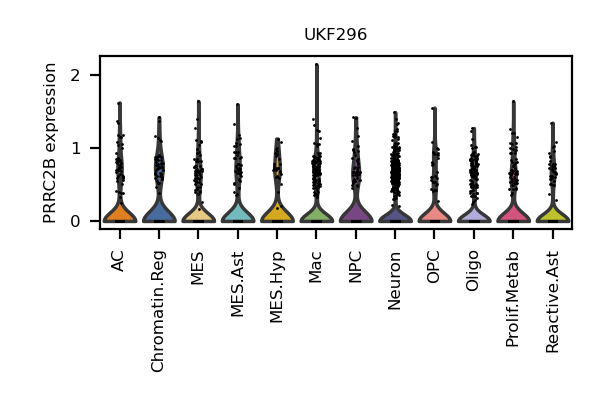 UKF296
PRRC2B expression
2
1
0
AC
Chromatin.Reg
MES
MES.Ast
MES.Hyp
Mac
NPC
Neuron
OPC
Oligo
Prolif.Metab
Reactive.Ast